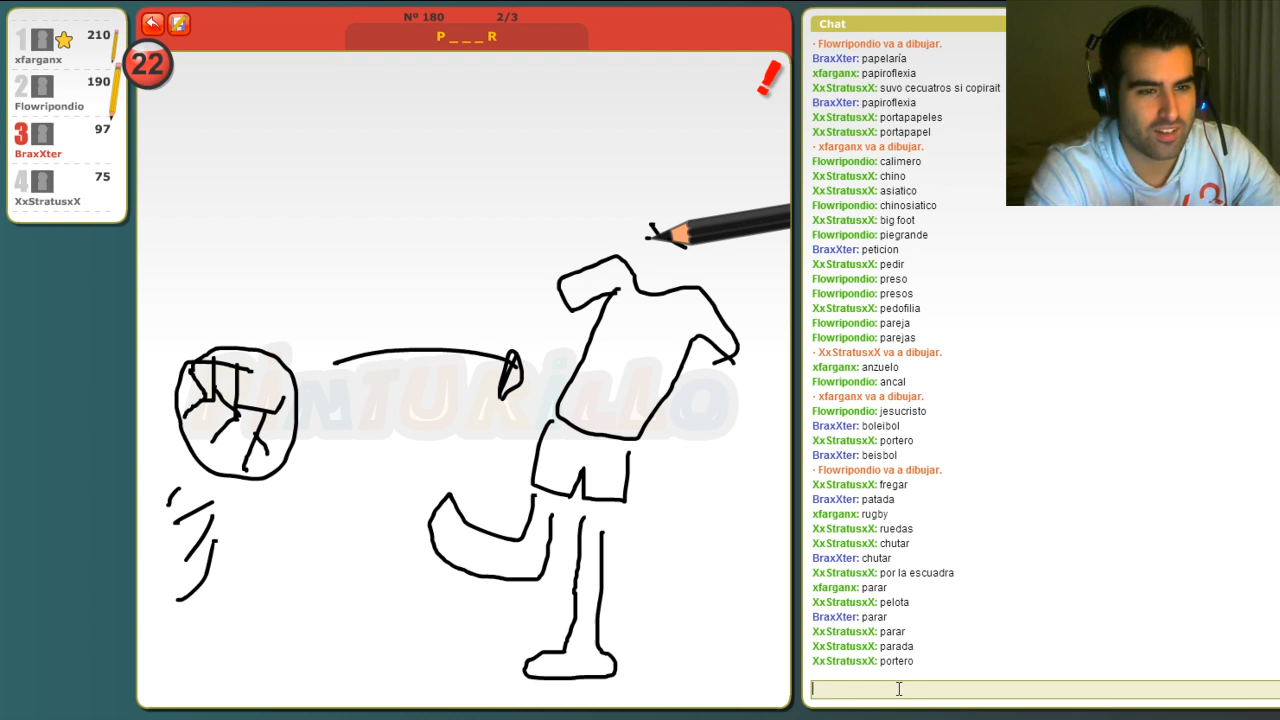 1 210
xfarganx
2 190
Flowripondio
3 97
BraxXter
4 75
XxStratusxX
22
Nº 180 2/3
P _ _ _ R
PINTURillo
Chat
· Flowripondio va a dibujar.
BraxXter: papelaría
xfarganx: papiroflexia
XxStratusxX: suvo cecuatros si copirait
BraxXter: papiroflexia
XxStratusxX: portapapeles
XxStratusxX: portapapel
· xfarganx va a dibujar.
Flowripondio: calimero
XxStratusxX: chino
XxStratusxX: asiatico
Flowripondio: chinosiatico
XxStratusxX: big foot
Flowripondio: piegrande
BraxXter: peticion
XxStratusxX: pedir
Flowripondio: preso
Flowripondio: presos
XxStratusxX: pedofilia
Flowripondio: pareja
Flowripondio: parejas
· XxStratusxX va a dibujar.
xfarganx: anzuelo
Flowripondio: ancal
· xfarganx va a dibujar.
Flowripondio: jesucristo
BraxXter: boleibol
XxStratusxX: portero
BraxXter: beisbol
· Flowripondio va a dibujar.
XxStratusxX: fregar
BraxXter: patada
xfarganx: rugby
XxStratusxX: ruedas
XxStratusxX: chutar
BraxXter: chutar
XxStratusxX: por la escuadra
xfarganx: parar
XxStratusxX: pelota
BraxXter: parar
XxStratusxX: parar
XxStratusxX: parada
XxStratusxX: portero